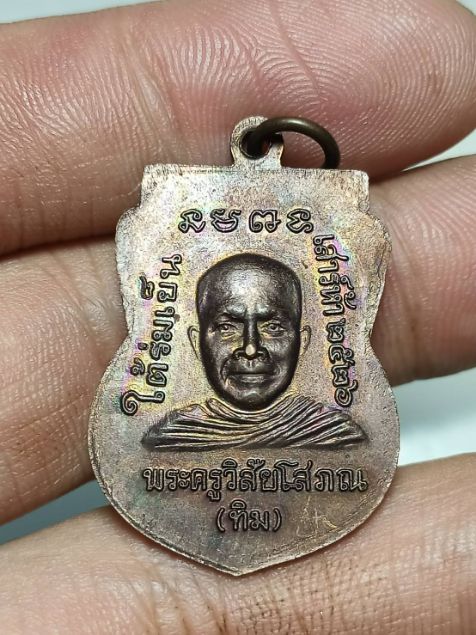 ใต้ร่มเย็น
เสาร์ห้า ๒๕๒๖
พระครูวิสัยโสภณ
(ทิม)